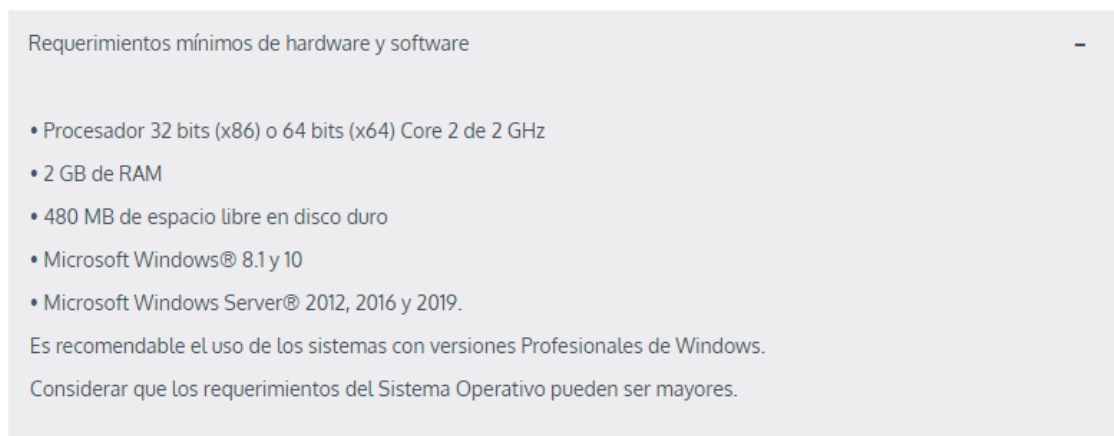 Requerimientos mínimos de hardware y software –
• Procesador 32 bits (x86) o 64 bits (x64) Core 2 de 2 GHz
• 2 GB de RAM
• 480 MB de espacio libre en disco duro
• Microsoft Windows® 8.1 y 10
• Microsoft Windows Server® 2012, 2016 y 2019.
Es recomendable el uso de los sistemas con versiones Profesionales de Windows.
Considerar que los requerimientos del Sistema Operativo pueden ser mayores.